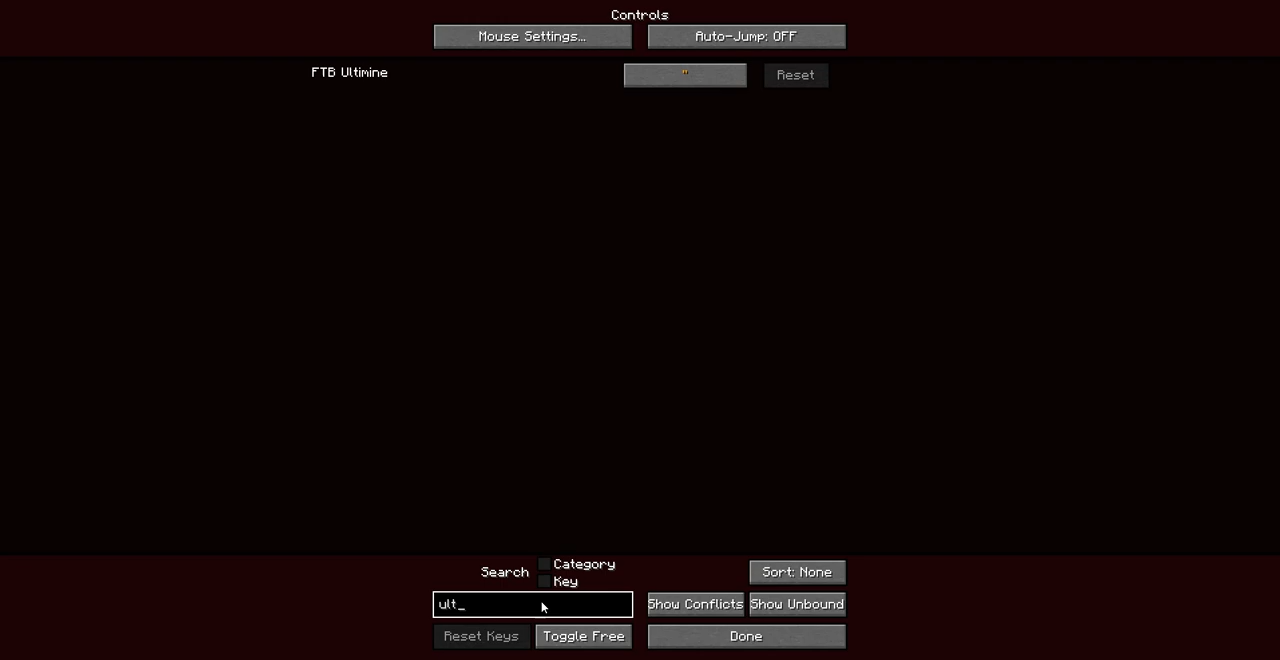 Controls
Mouse Settings...
Auto-Jump: OFF
FTB Ultimine
"
Reset
Category
Search
Key
Sort: None
ult_
Show Conflicts
Show Unbound
Reset Keys
Toggle Free
Done